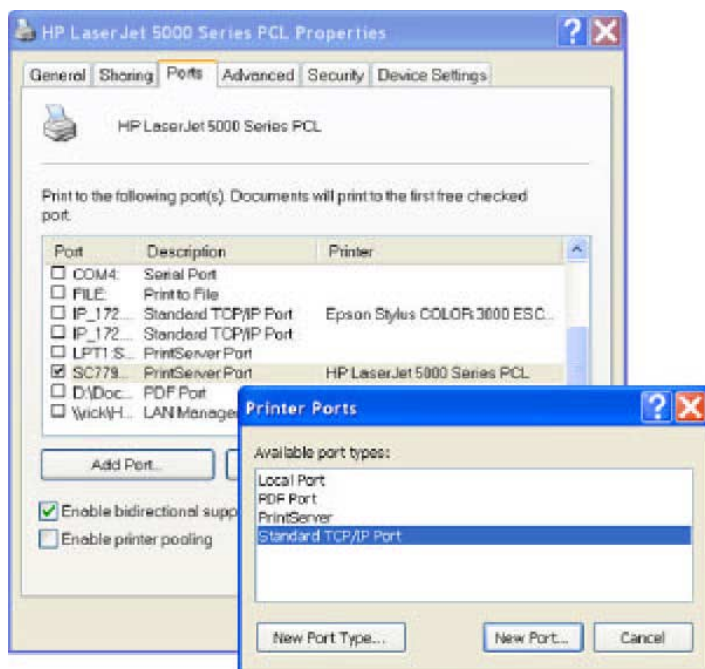 HP LaserJet 5000 Series PCL Properties
General Sharing Ports Advanced Security Device Settings
HP LaserJet 5000 Series PCL
Print to the following port(s). Documents will print to the first free checked
port.
Port Description Printer
COM4: Serial Port
FILE: Print to File
IP_172... Standard TCP/IP Port Epson Stylus COLOR 3000 ESC...
IP_172... Standard TCP/IP Port
LPT1:S... PrintServer Port
SC779... PrintServer Port HP LaserJet 5000 Series PCL
D:\Doc... PDF Port
LAN Manage
Add Port...
Enable bidirectional supp
Enable printer pooling
Printer Ports
Available port types:
Local Port
PDF Port
PrintServer
Standard TCP/IP Port
New Port Type... New Port... Cancel